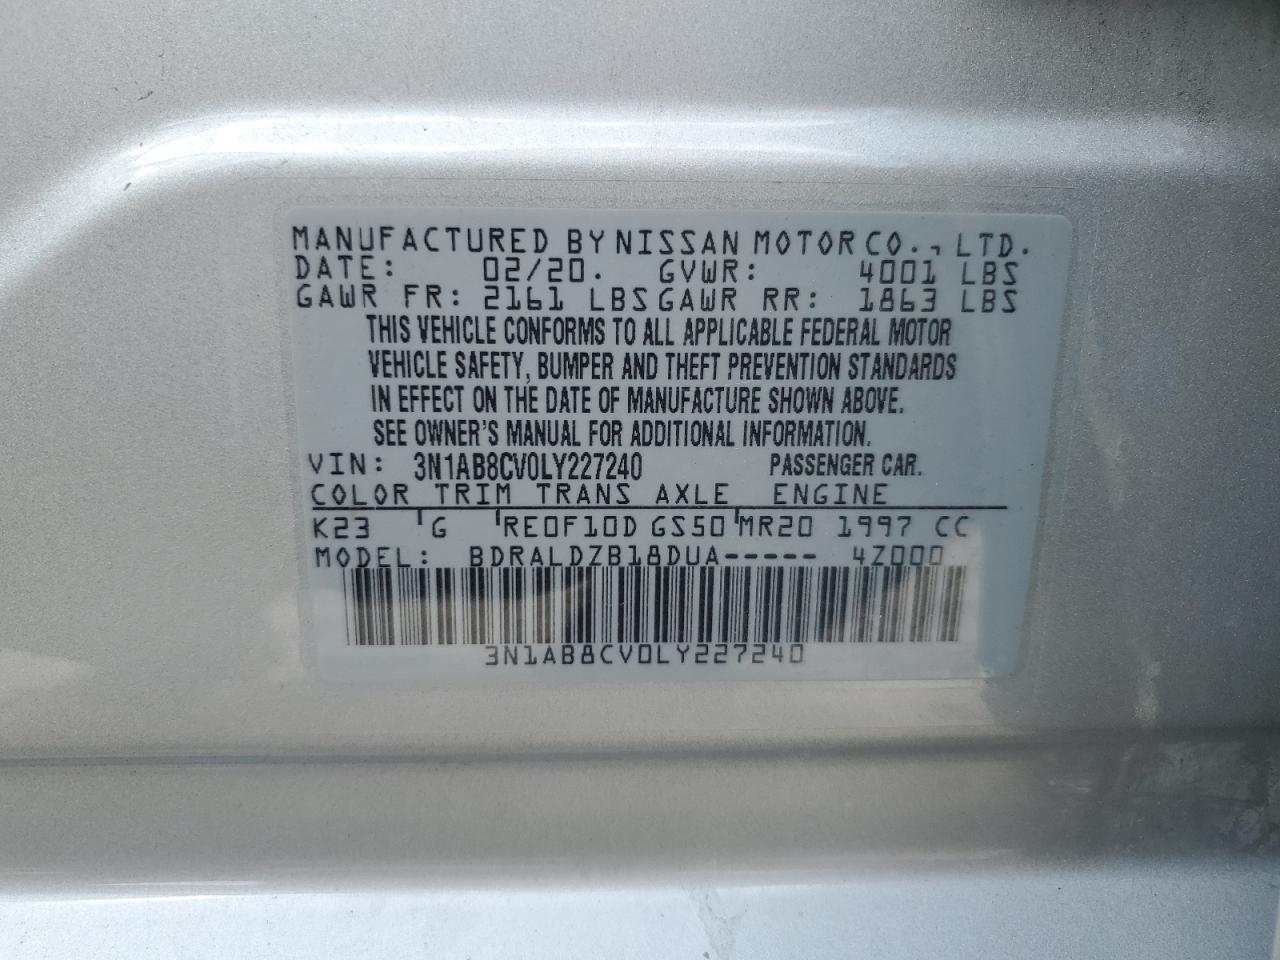 MANUFACTURED BY NISSAN MOTOR CO., LTD.
DATE: 02/20. GVWR: 4001 LBS
GAWR FR: 2161 LBS GAWR RR: 1863 LBS
THIS VEHICLE CONFORMS TO ALL APPLICABLE FEDERAL MOTOR
VEHICLE SAFETY, BUMPER AND THEFT PREVENTION STANDARDS
IN EFFECT ON THE DATE OF MANUFACTURE SHOWN ABOVE.
SEE OWNER'S MANUAL FOR ADDITIONAL INFORMATION.
VIN: 3N1AB8CV0LY227240 PASSENGER CAR.
COLOR TRIM TRANS AXLE ENGINE
K23 G RE0F10D GS50 MR20 1997 CC
MODEL: BDRALDZB18DUA----- 4Z000
3N1AB8CV0LY227240